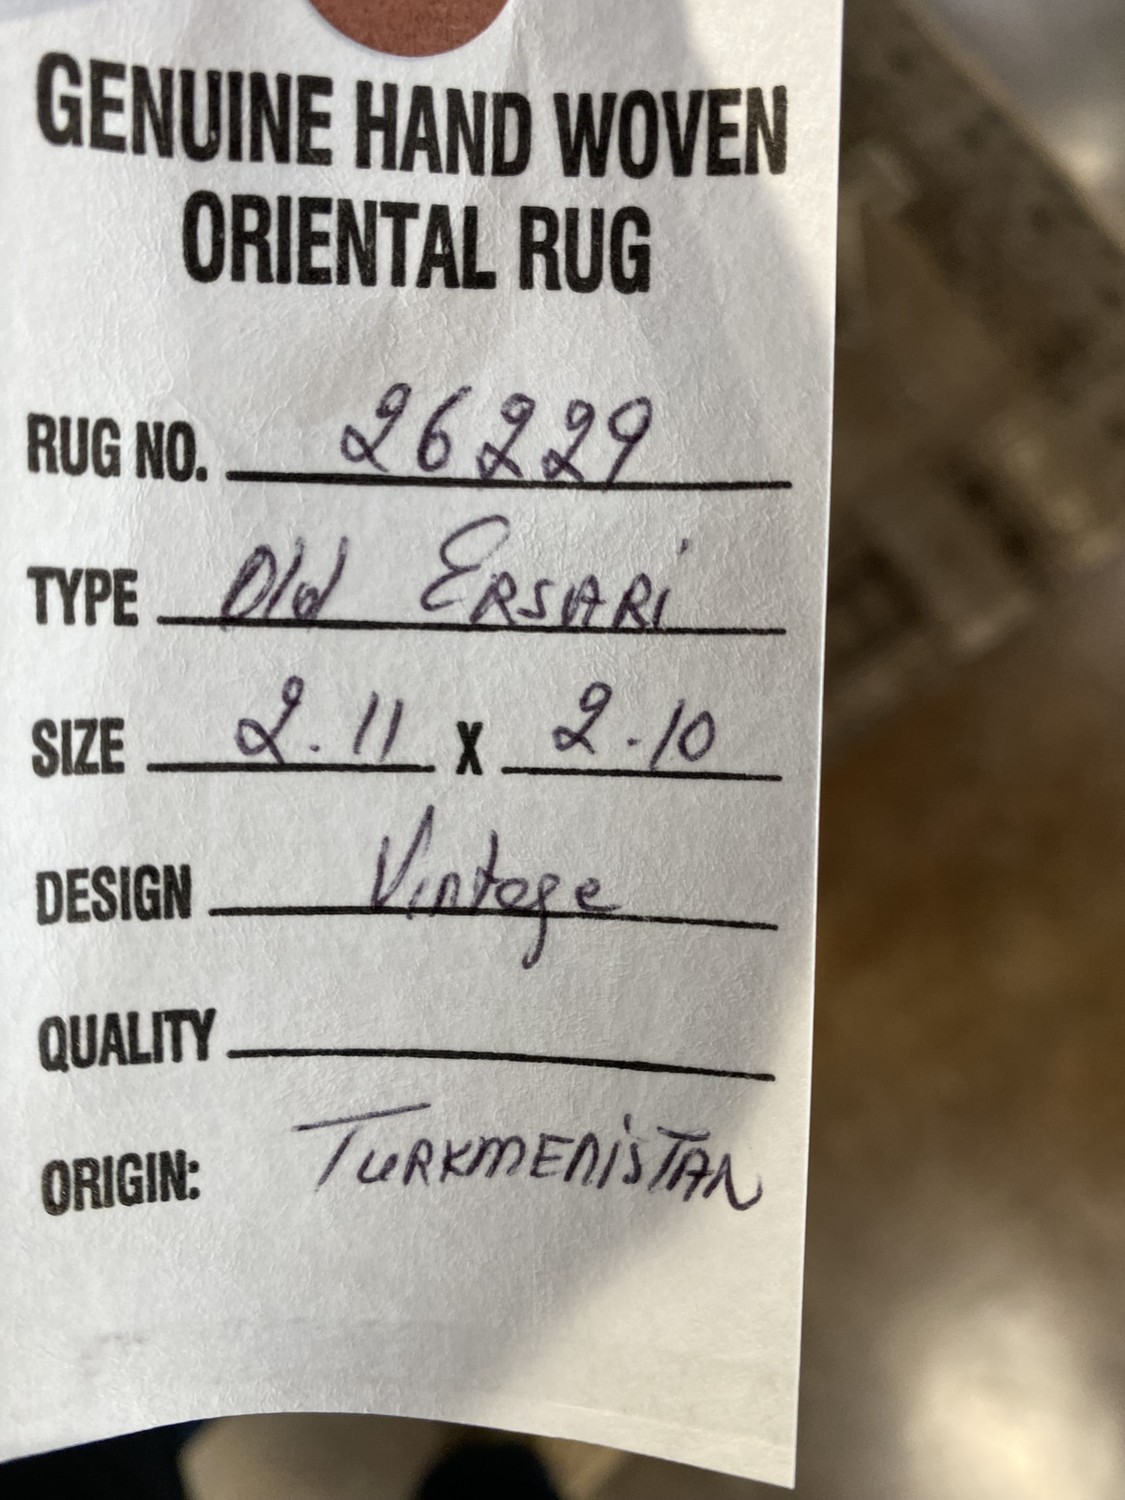 GENUINE HAND WOVEN
ORIENTAL RUG
RUG NO. 26229
TYPE Old Ersari
SIZE 2.11 X 2.10
DESIGN Vintage
QUALITY
ORIGIN: TURKMENISTAN